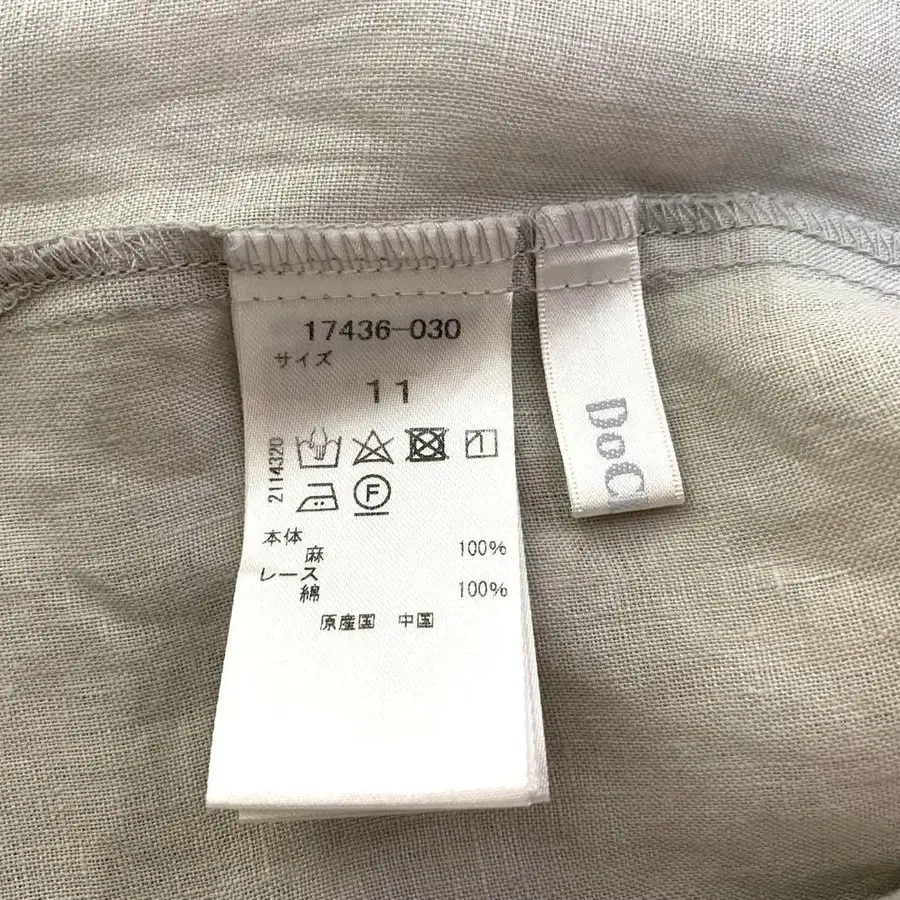 17436-030
サイズ
11
2114320
F
本体
麻 100%
レース
綿 100%
原産国 中国
DoC